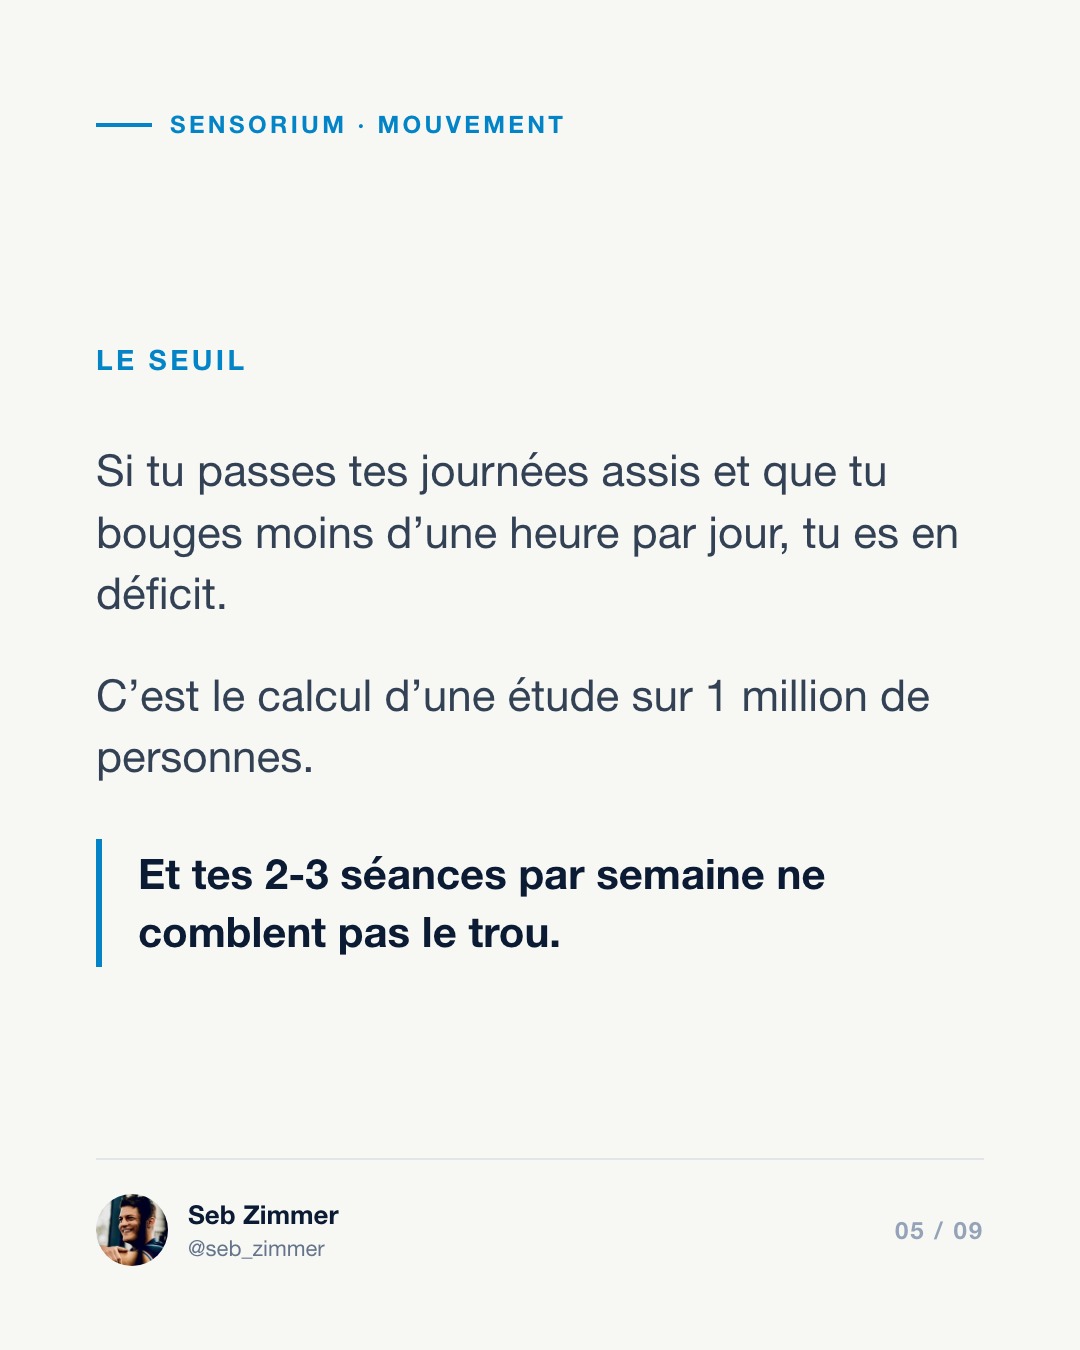 SENSORIUM · MOUVEMENT
LE SEUIL
Si tu passes tes journées assis et que tu
bouges moins d’une heure par jour, tu es en
déficit.
C’est le calcul d’une étude sur 1 million de
personnes.
Et tes 2-3 séances par semaine ne
comblent pas le trou.
Seb Zimmer
@seb_zimmer
05 / 09